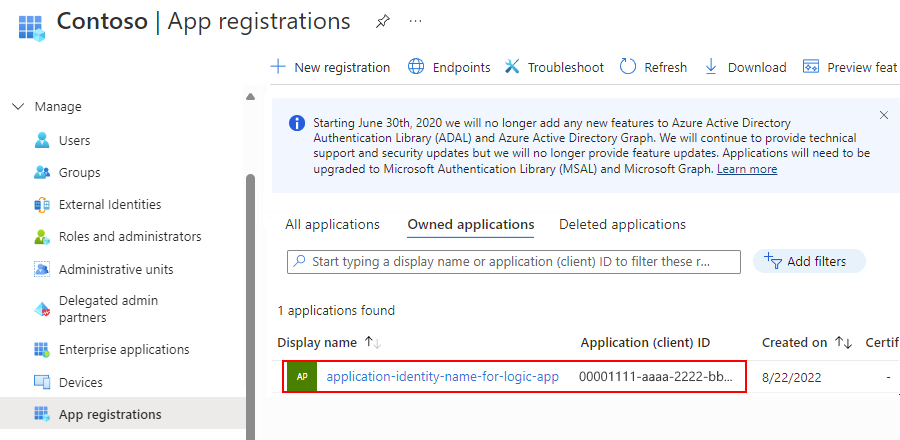 Contoso | App registrations ...
New registration Endpoints Troubleshoot Refresh Download Preview feat
Manage
Users
Groups
External Identities
Roles and administrators
Administrative units
Delegated admin
partners
Enterprise applications
Devices
App registrations
Starting June 30th, 2020 we will no longer add any new features to Azure Active Directory
Authentication Library (ADAL) and Azure Active Directory Graph. We will continue to provide technical
support and security updates but we will no longer provide feature updates. Applications will need to be
upgraded to Microsoft Authentication Library (MSAL) and Microsoft Graph. Learn more
All applications Owned applications Deleted applications
Start typing a display name or application (client) ID to filter these r... Add filters
1 applications found
Display name Application (client) ID Created on Certif
AP application-identity-name-for-logic-app 00001111-aaaa-2222-bb... 8/22/2022 -